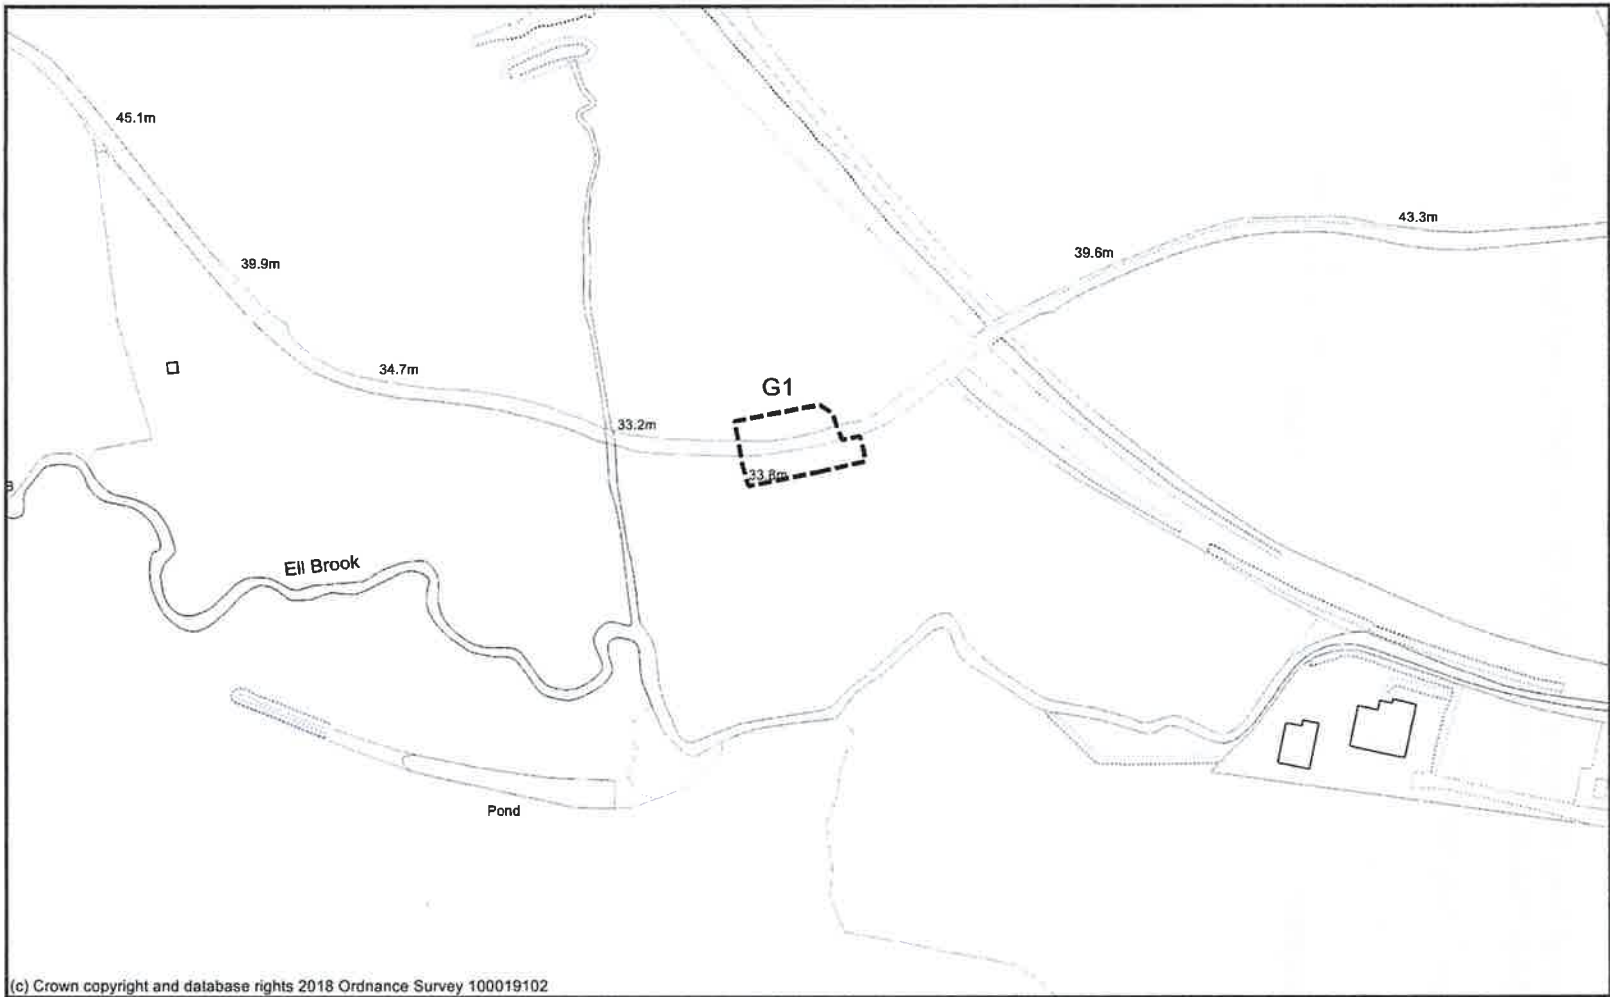 45.1m
43.3m
39.6m
39.9m
34.7m
G1
33.2m
33.8m
Ell Brook
Pond
(c) Crown copyright and database rights 2018 Ordnance Survey 100019102